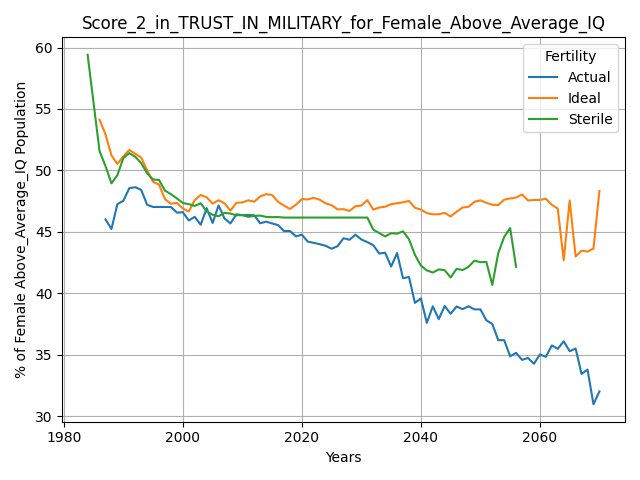 Score_2_in_TRUST_IN_MILITARY_for_Female_Above_Average_IQ
% of Female Above_Average_IQ Population
60
55
50
45
40
35
30
Fertility
Actual
Ideal
Sterile
1980
2000
2020
2040
2060
Years